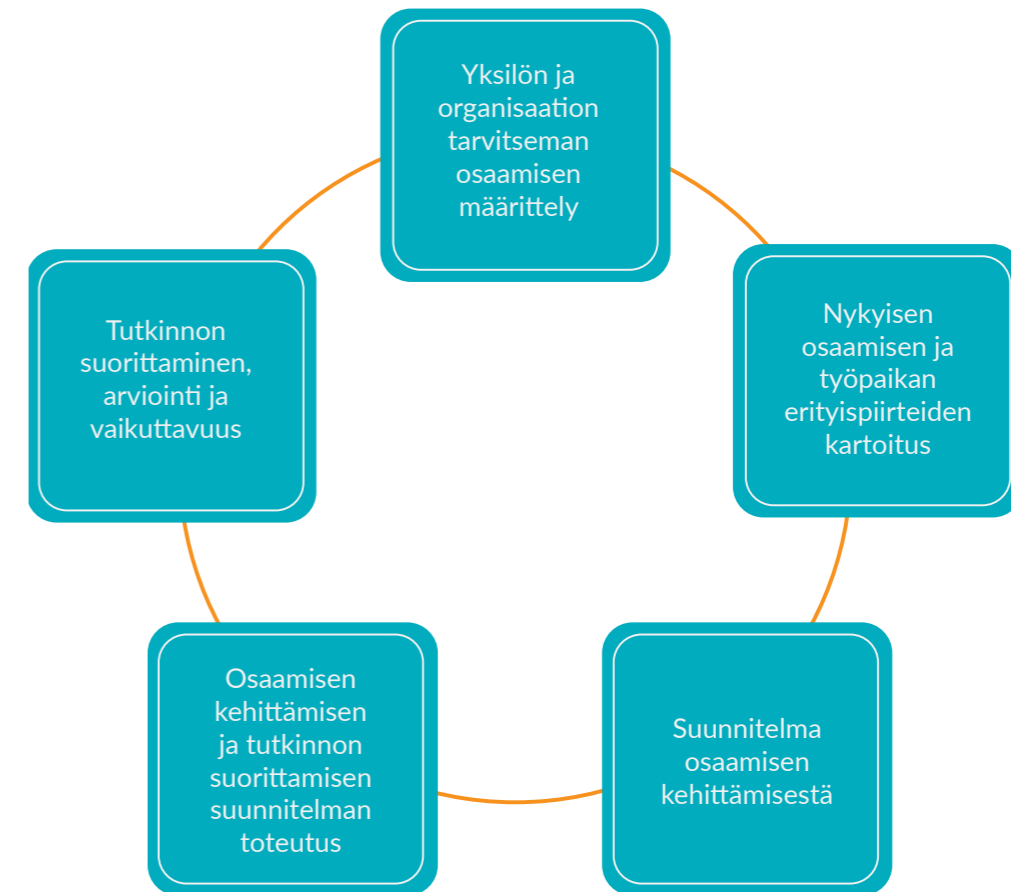 Yksilön ja
organisaation
tarvitseman
osaamisen
määrittely
Nykyisen
osaamisen ja
työpaikan
erityispiirteiden
kartoitus
Suunnitelma
osaamisen
kehittämisestä
Osaamisen
kehittämisen
ja tutkinnon
suorittamisen
suunnitelman
toteutus
Tutkinnon
suorittaminen,
arviointi ja
vaikuttavuus